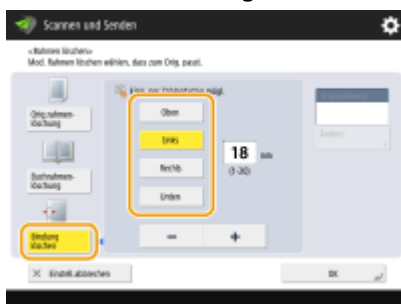 Scannen und Senden
<Rahmen löschen>
Mod. Rahmen löschen wählen, dass zum Orig. passt.
Orig.rahmen-
löschung
Buchrahmen-
löschung
Bindung
löschen
Oben
Links
Rechts
Unten
18 mm
(1-30)
− +
Ändern
× Einstell. abbrechen
OK